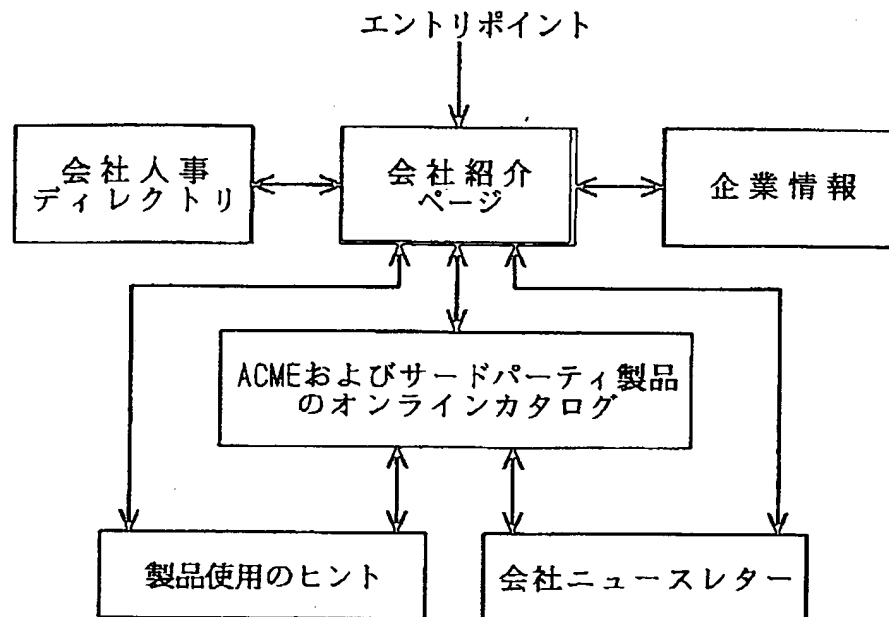 エントリポイント
会社人事
ディレクトリ
会社紹介
ページ
企業情報
ACMEおよびサードパーティ製品
のオンラインカタログ
製品使用のヒント
会社ニュースレター